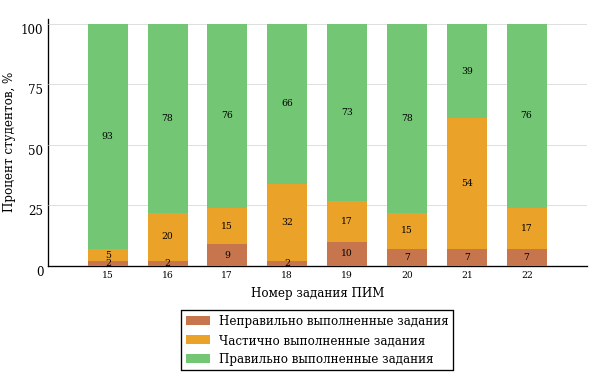 Процент студентов, %
100
75
50
25
0
93 78 76 66 73 78 39 76
5 20 15 32 17 15 54 17
2 2 9 2 10 7 7 7
15 16 17 18 19 20 21 22
Номер задания ПИМ
Неправильно выполненные задания
Частично выполненные задания
Правильно выполненные задания